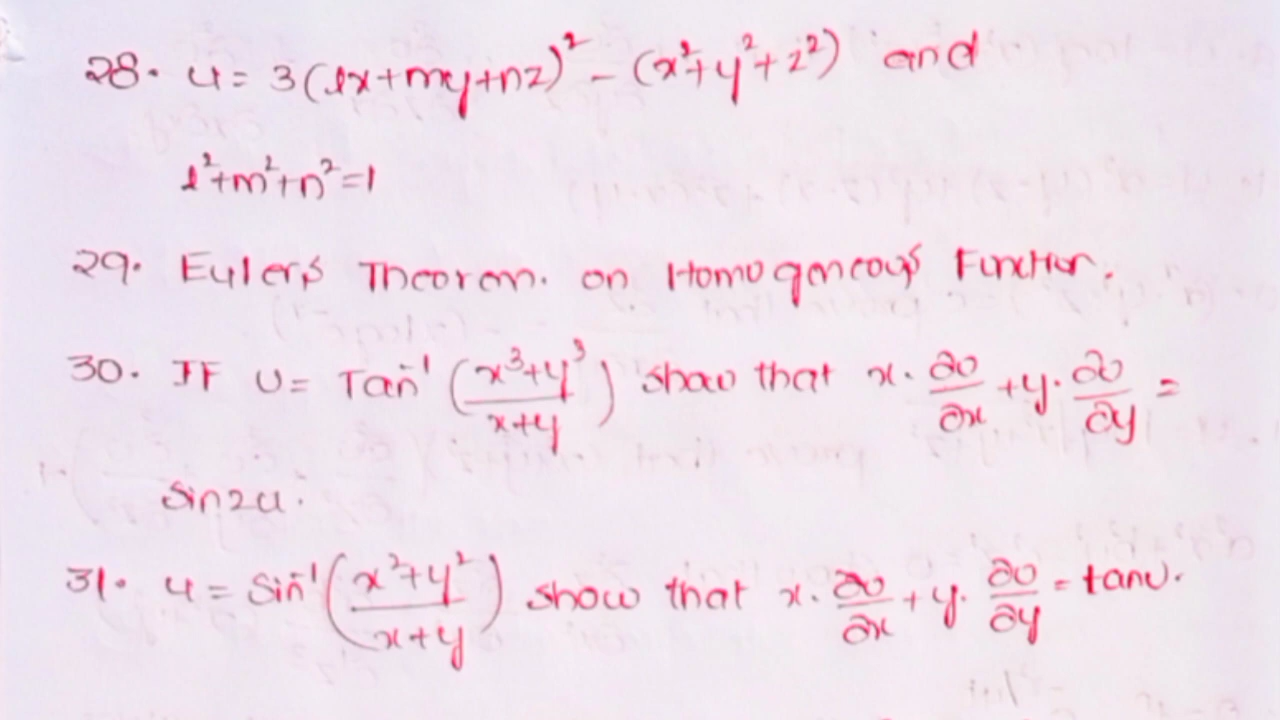 28. u = 3(lx+my+nz)² - (x²+y²+z²) and
l²+m²+n²=1
29. Eulers Theorem. on Homogeneous Function.
30. If U = Tan⁻¹ (x³+y³ / x+y) show that x. ∂u/∂x + y. ∂u/∂y =
Sin2u.
31. u = Sin⁻¹ (x²+y² / x+y) show that x. ∂u/∂x + y. ∂u/∂y = tanu.